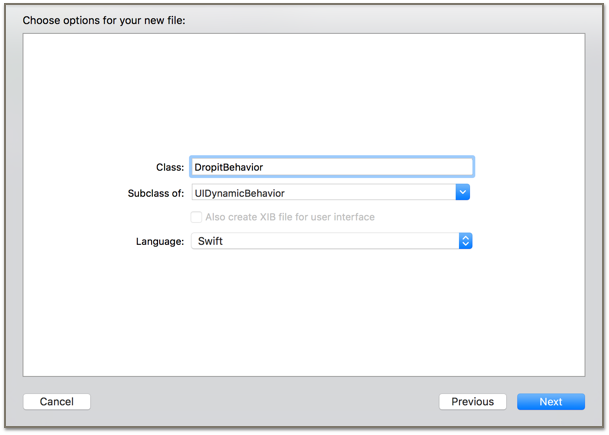 Choose options for your new file:
Class: DropitBehavior
Subclass of: UIDynamicBehavior
Also create XIB file for user interface
Language: Swift
Cancel Previous Next